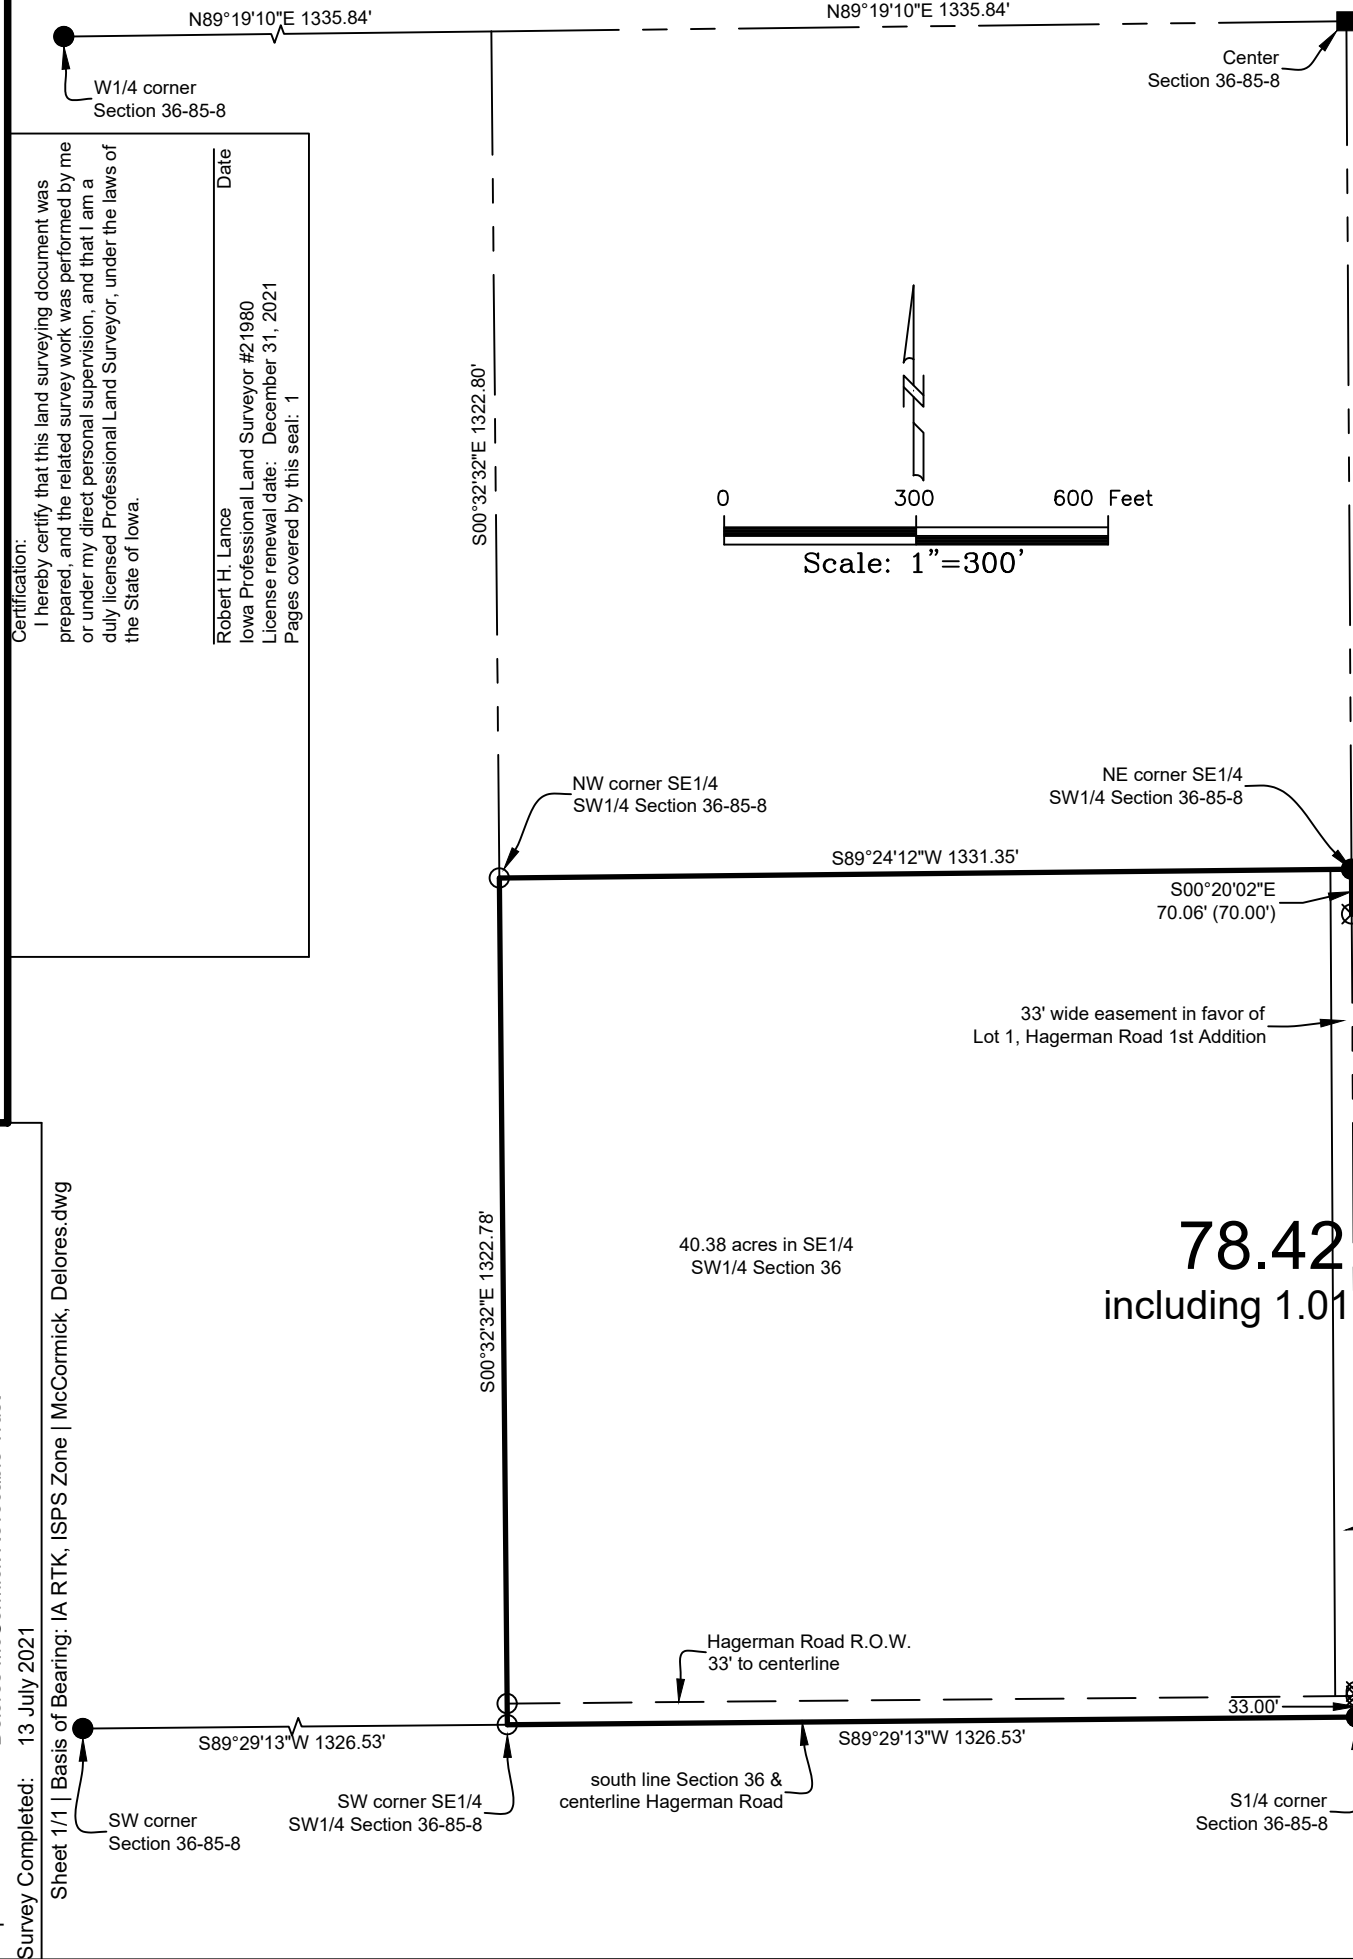 N89°19'10"E 1335.84'
N89°19'10"E 1335.84'
W1/4 corner
Section 36-85-8
Center
Section 36-85-8
Certification:
I hereby certify that this land surveying document was
prepared, and the related survey work was performed by me
or under my direct personal supervision, and that I am a
duly licensed Professional Land Surveyor, under the laws of
the State of Iowa.
Robert H. Lance Date
Iowa Professional Land Surveyor #21980
License renewal date: December 31, 2021
Pages covered by this seal: 1
S00°32'32"E 1322.80'
N
0 300 600 Feet
Scale: 1"=300'
NW corner SE1/4
SW1/4 Section 36-85-8
NE corner SE1/4
SW1/4 Section 36-85-8
S89°24'12"W 1331.35'
S00°20'02"E
70.06' (70.00')
33' wide easement in favor of
Lot 1, Hagerman Road 1st Addition
S00°32'32"E 1322.78'
40.38 acres in SE1/4
SW1/4 Section 36
78.42
including 1.01
Hagerman Road R.O.W.
33' to centerline
33.00'
S89°29'13"W 1326.53'
S89°29'13"W 1326.53'
south line Section 36 &
centerline Hagerman Road
SW corner SE1/4
SW1/4 Section 36-85-8
SW corner
Section 36-85-8
S1/4 corner
Section 36-85-8
Survey Completed: 13 July 2021
Sheet 1/1 | Basis of Bearing: IA RTK, ISPS Zone | McCormick, Delores.dwg